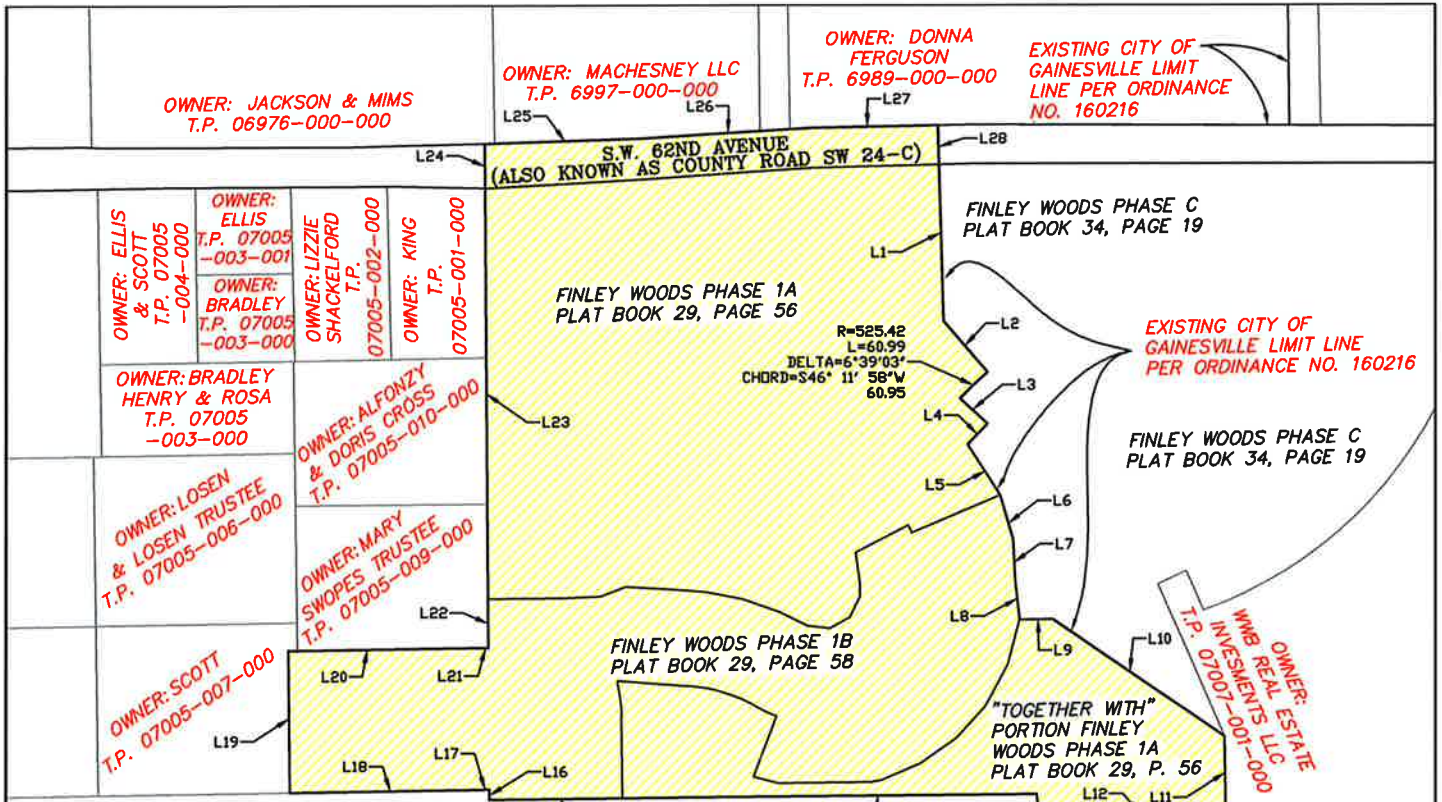 OWNER: JACKSON & MIMS
T.P. 06976-000-000
OWNER: MACHESNEY LLC
T.P. 6997-000-000
OWNER: DONNA
FERGUSON
T.P. 6989-000-000
EXISTING CITY OF
GAINESVILLE LIMIT
LINE PER ORDINANCE
NO. 160216
L25
L26
L27
L24
L28
S.W. 62ND AVENUE
(ALSO KNOWN AS COUNTY ROAD SW 24-C)
OWNER: ELLIS
& SCOTT
T.P. 07005
-004-000
OWNER:
ELLIS
T.P. 07005
-003-001
OWNER:
BRADLEY
T.P. 07005
-003-000
OWNER: LIZZIE
SHACKELFORD
T.P.
07005-002-000
OWNER: KING
T.P.
07005-001-000
FINLEY WOODS PHASE C
PLAT BOOK 34, PAGE 19
L1
FINLEY WOODS PHASE 1A
PLAT BOOK 29, PAGE 56
R=525.42
L=60.99
DELTA=6°39'03"
CHORD=S46° 11' 58"W
60.95
L2
L3
L4
EXISTING CITY OF
GAINESVILLE LIMIT LINE
PER ORDINANCE NO. 160216
OWNER: BRADLEY
HENRY & ROSA
T.P. 07005
-003-000
OWNER: ALFONZY
& DORIS CROSS
T.P. 07005-010-000
L23
FINLEY WOODS PHASE C
PLAT BOOK 34, PAGE 19
L5
L6
L7
OWNER: LOSEN
& LOSEN TRUSTEE
T.P. 07005-006-000
OWNER: MARY
SWOPES TRUSTEE
T.P. 07005-009-000
L22
L8
L9
L10
FINLEY WOODS PHASE 1B
PLAT BOOK 29, PAGE 58
OWNER:
WWB REAL ESTATE
INVESMENTS LLC
T.P. 07007-001-000
OWNER: SCOTT
T.P. 07005-007-000
L20
L21
L19
"TOGETHER WITH"
PORTION FINLEY
WOODS PHASE 1A
PLAT BOOK 29, P. 56
L18
L17
L16
L12
L11